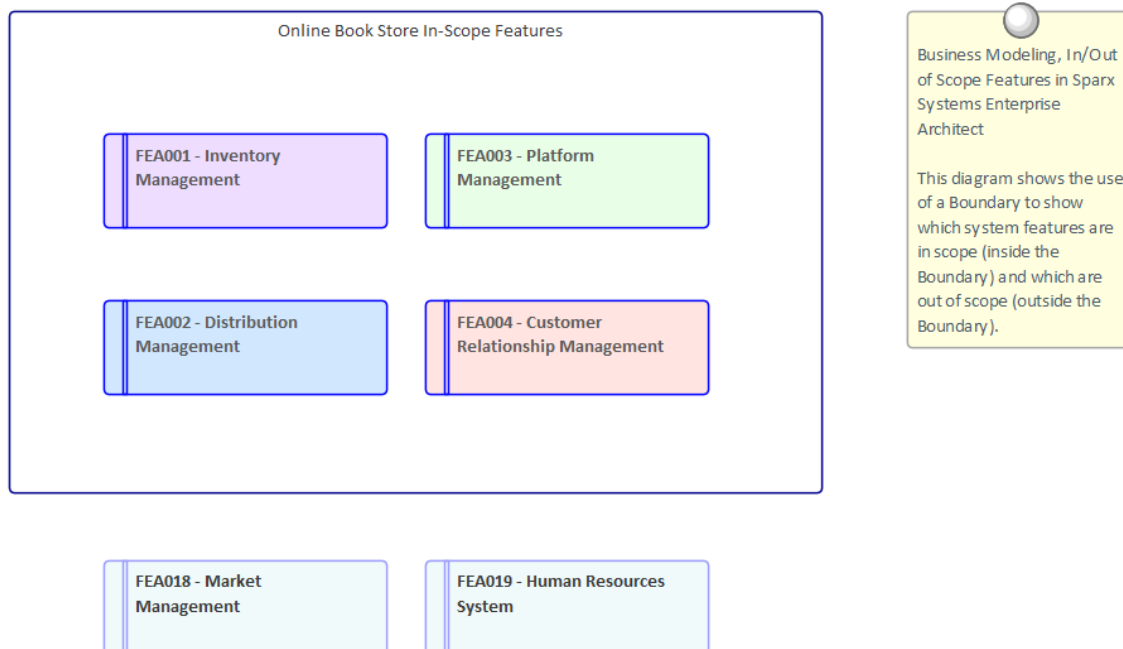 Online Book Store In-Scope Features
FEA001 - Inventory
Management
FEA003 - Platform
Management
FEA002 - Distribution
Management
FEA004 - Customer
Relationship Management
FEA018 - Market
Management
FEA019 - Human Resources
System
Business Modeling, In/Out
of Scope Features in Sparx
Systems Enterprise
Architect
This diagram shows the use
of a Boundary to show
which system features are
in scope (inside the
Boundary) and which are
out of scope (outside the
Boundary).